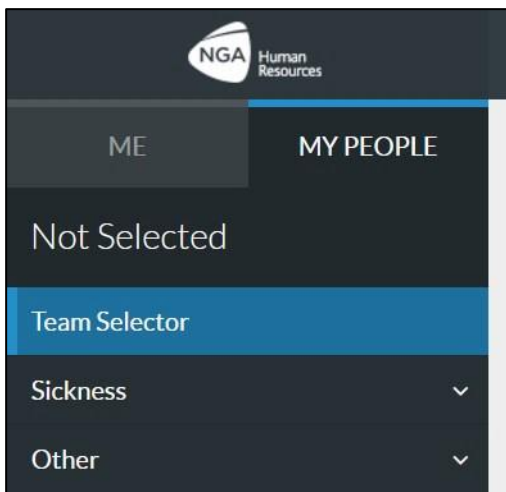 NGA Human
Resources
ME MY PEOPLE
Not Selected
Team Selector
Sickness
Other